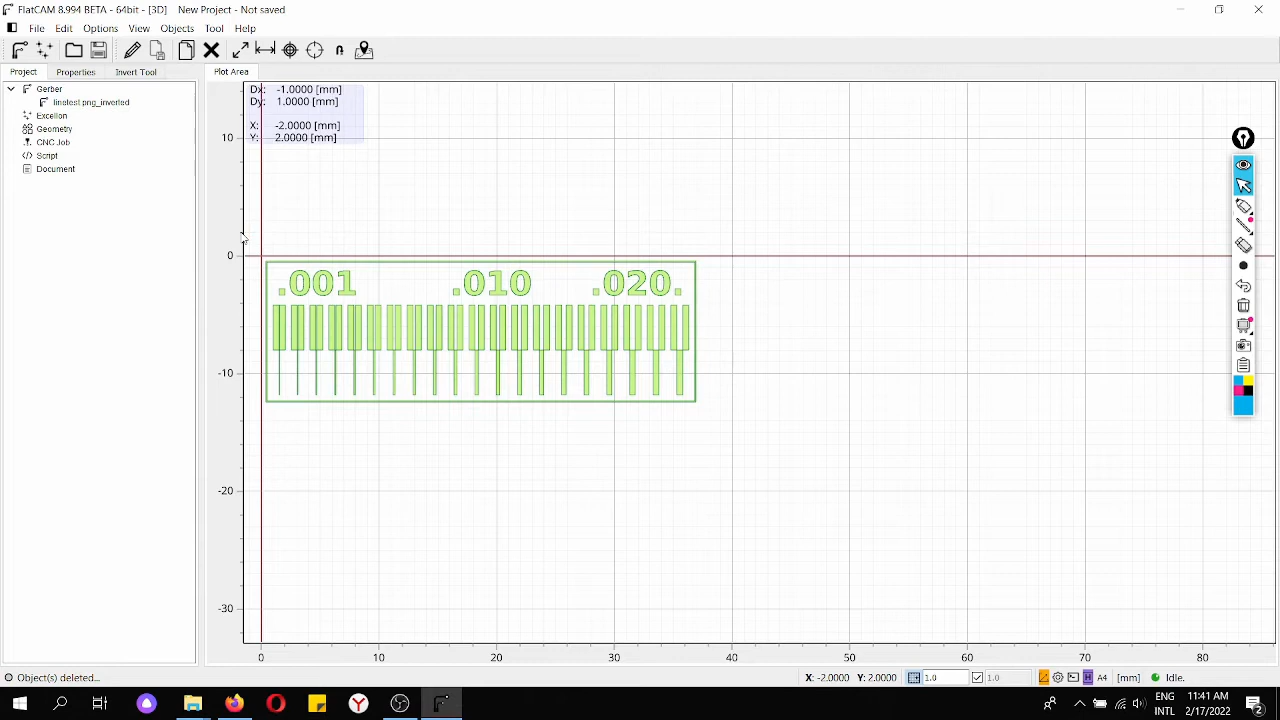 FlatCAM 8.994 BETA - 64bit - [3D] New Project - Not saved
File Edit Options View Objects Tool Help
Project Properties Invert Tool Plot Area
Gerber
linetest.png_inverted
Excellon
Geometry
CNC Job
Script
Document
Dx: -1.0000 [mm]
Dy: 1.0000 [mm]
X: -2.0000 [mm]
Y: 2.0000 [mm]
10
0
-10
-20
-30
.001 .010 .020.
0 10 20 30 40 50 60 70 80
Object(s) deleted... X: -2.0000 Y: 2.0000 1.0 1.0 H A4 [mm] Idle.
ENG
INTL
11:41 AM
2/17/2022
2